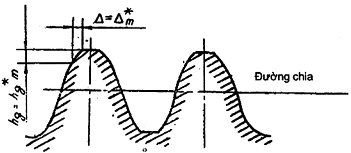 Δ = Δ*m
Đường chia
hg = hg* m